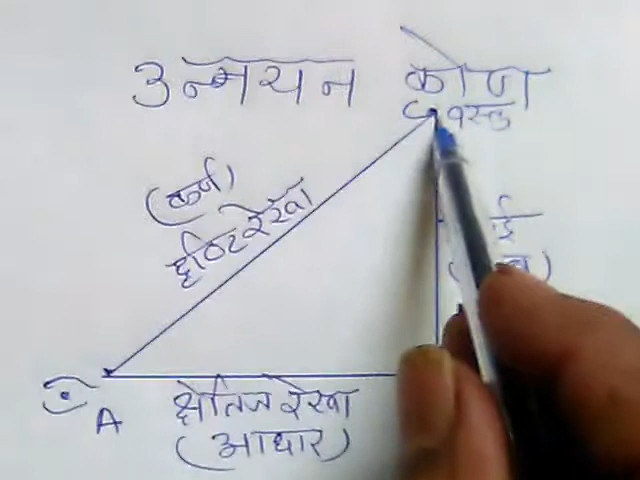 उन्नयन कोण
C वस्तु
(कर्ण)
दृष्टि रेखा
A
क्षैतिज रेखा
(आधार)